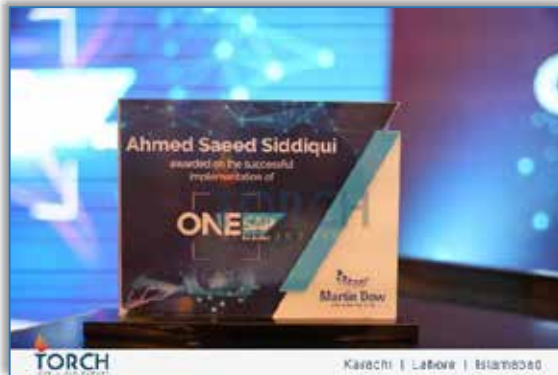 Ahmed Saeed Siddiqui
awarded on the successful
implementation of
ONE
Martin Dow
TORCH
Karachi | Lahore | Islamabad